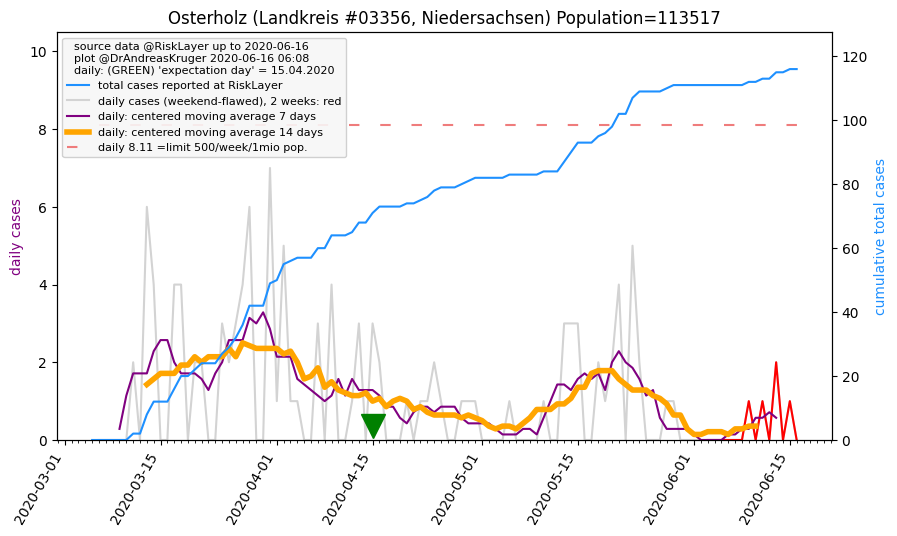 Osterholz (Landkreis #03356, Niedersachsen) Population=113517
source data @RiskLayer up to 2020-06-16
plot @DrAndreasKruger 2020-06-16 06:08
daily: (GREEN) 'expectation day' = 15.04.2020
total cases reported at RiskLayer
daily cases (weekend-flawed), 2 weeks: red
daily: centered moving average 7 days
daily: centered moving average 14 days
daily 8.11 =limit 500/week/1mio pop.
daily cases
10
8
6
4
2
0
cumulative total cases
120
100
80
60
40
20
0
2020-03-01
2020-03-15
2020-04-01
2020-04-15
2020-05-01
2020-05-15
2020-06-01
2020-06-15